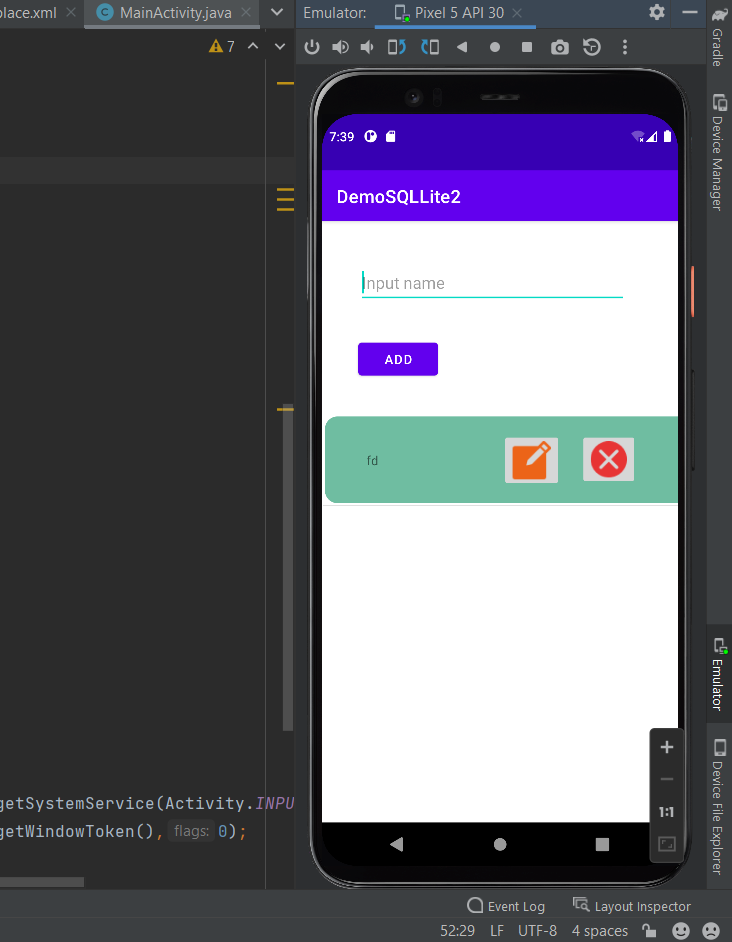 place.xml
MainActivity.java
Emulator:
Pixel 5 API 30
7
7:39
DemoSQLLite2
Input name
ADD
fd
getSystemService(Activity.INPU
getWindowToken(), flags: 0);
1:1
Gradle
Device Manager
Emulator
Device File Explorer
Event Log
Layout Inspector
52:29 LF UTF-8 4 spaces